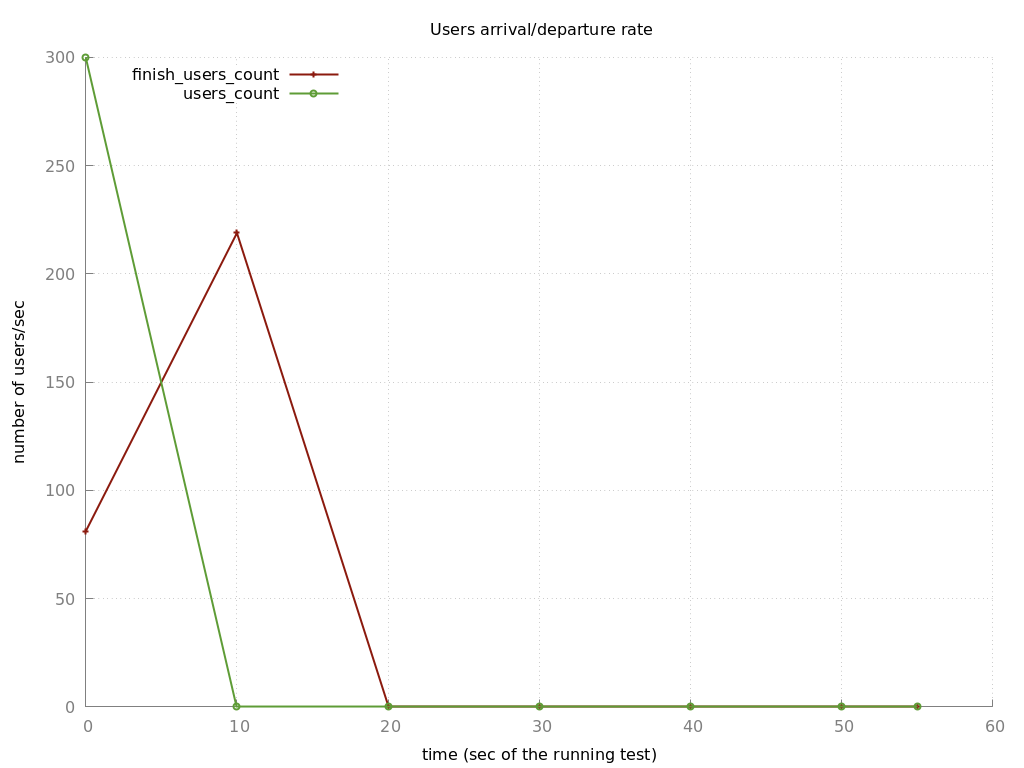 Users arrival/departure rate
300
250
200
150
100
50
0
finish_users_count
users_count
number of users/sec
0 10 20 30 40 50 60
time (sec of the running test)